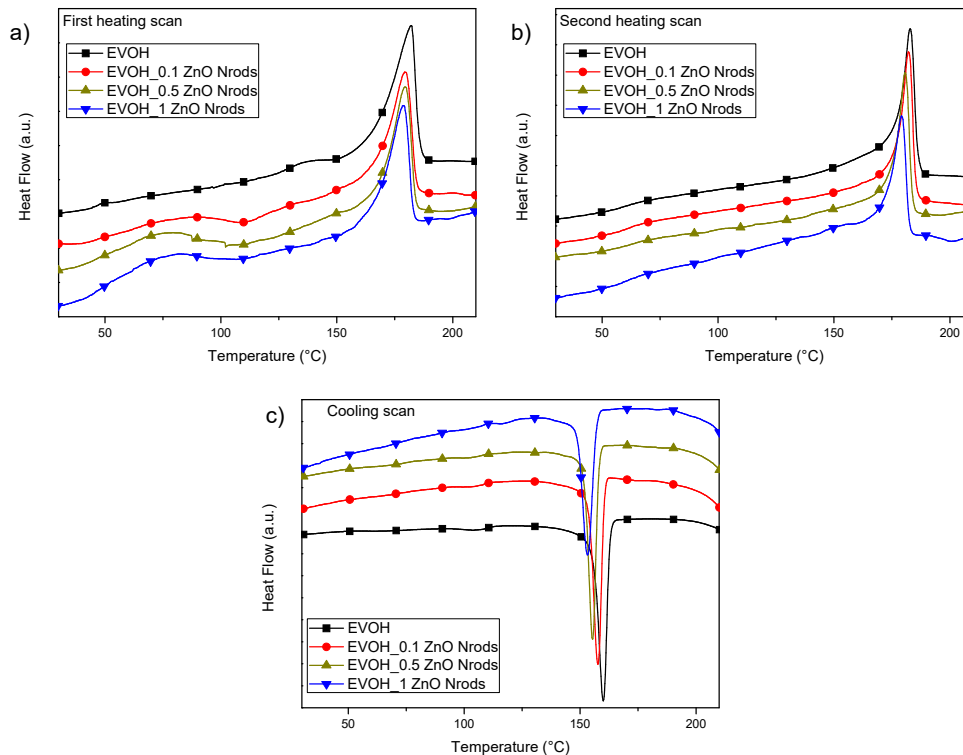 a)
First heating scan
EVOH
EVOH_0.1 ZnO Nrods
EVOH_0.5 ZnO Nrods
EVOH_1 ZnO Nrods
Heat Flow (a.u.)
50 100 150 200
Temperature (°C)
b)
Second heating scan
EVOH
EVOH_0.1 ZnO Nrods
EVOH_0.5 ZnO Nrods
EVOH_1 ZnO Nrods
Heat Flow (a.u.)
50 100 150 200
Temperature (°C)
c)
Cooling scan
EVOH
EVOH_0.1 ZnO Nrods
EVOH_0.5 ZnO Nrods
EVOH_1 ZnO Nrods
Heat Flow (a.u.)
50 100 150 200
Temperature (°C)